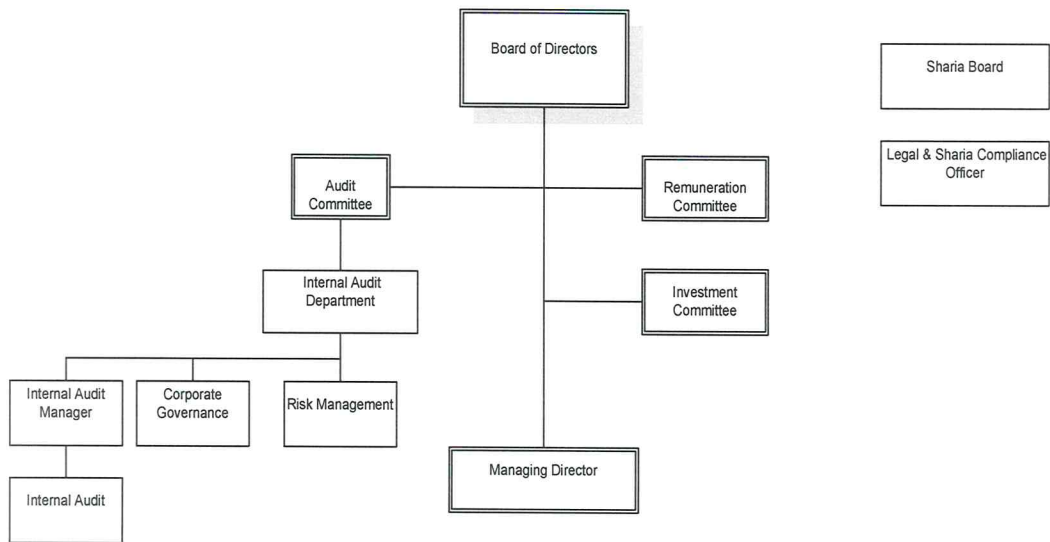 Board of Directors
Sharia Board
Legal & Sharia Compliance
Officer
Audit
Committee
Remuneration
Committee
Internal Audit
Department
Investment
Committee
Internal Audit
Manager
Corporate
Governance
Risk Management
Managing Director
Internal Audit